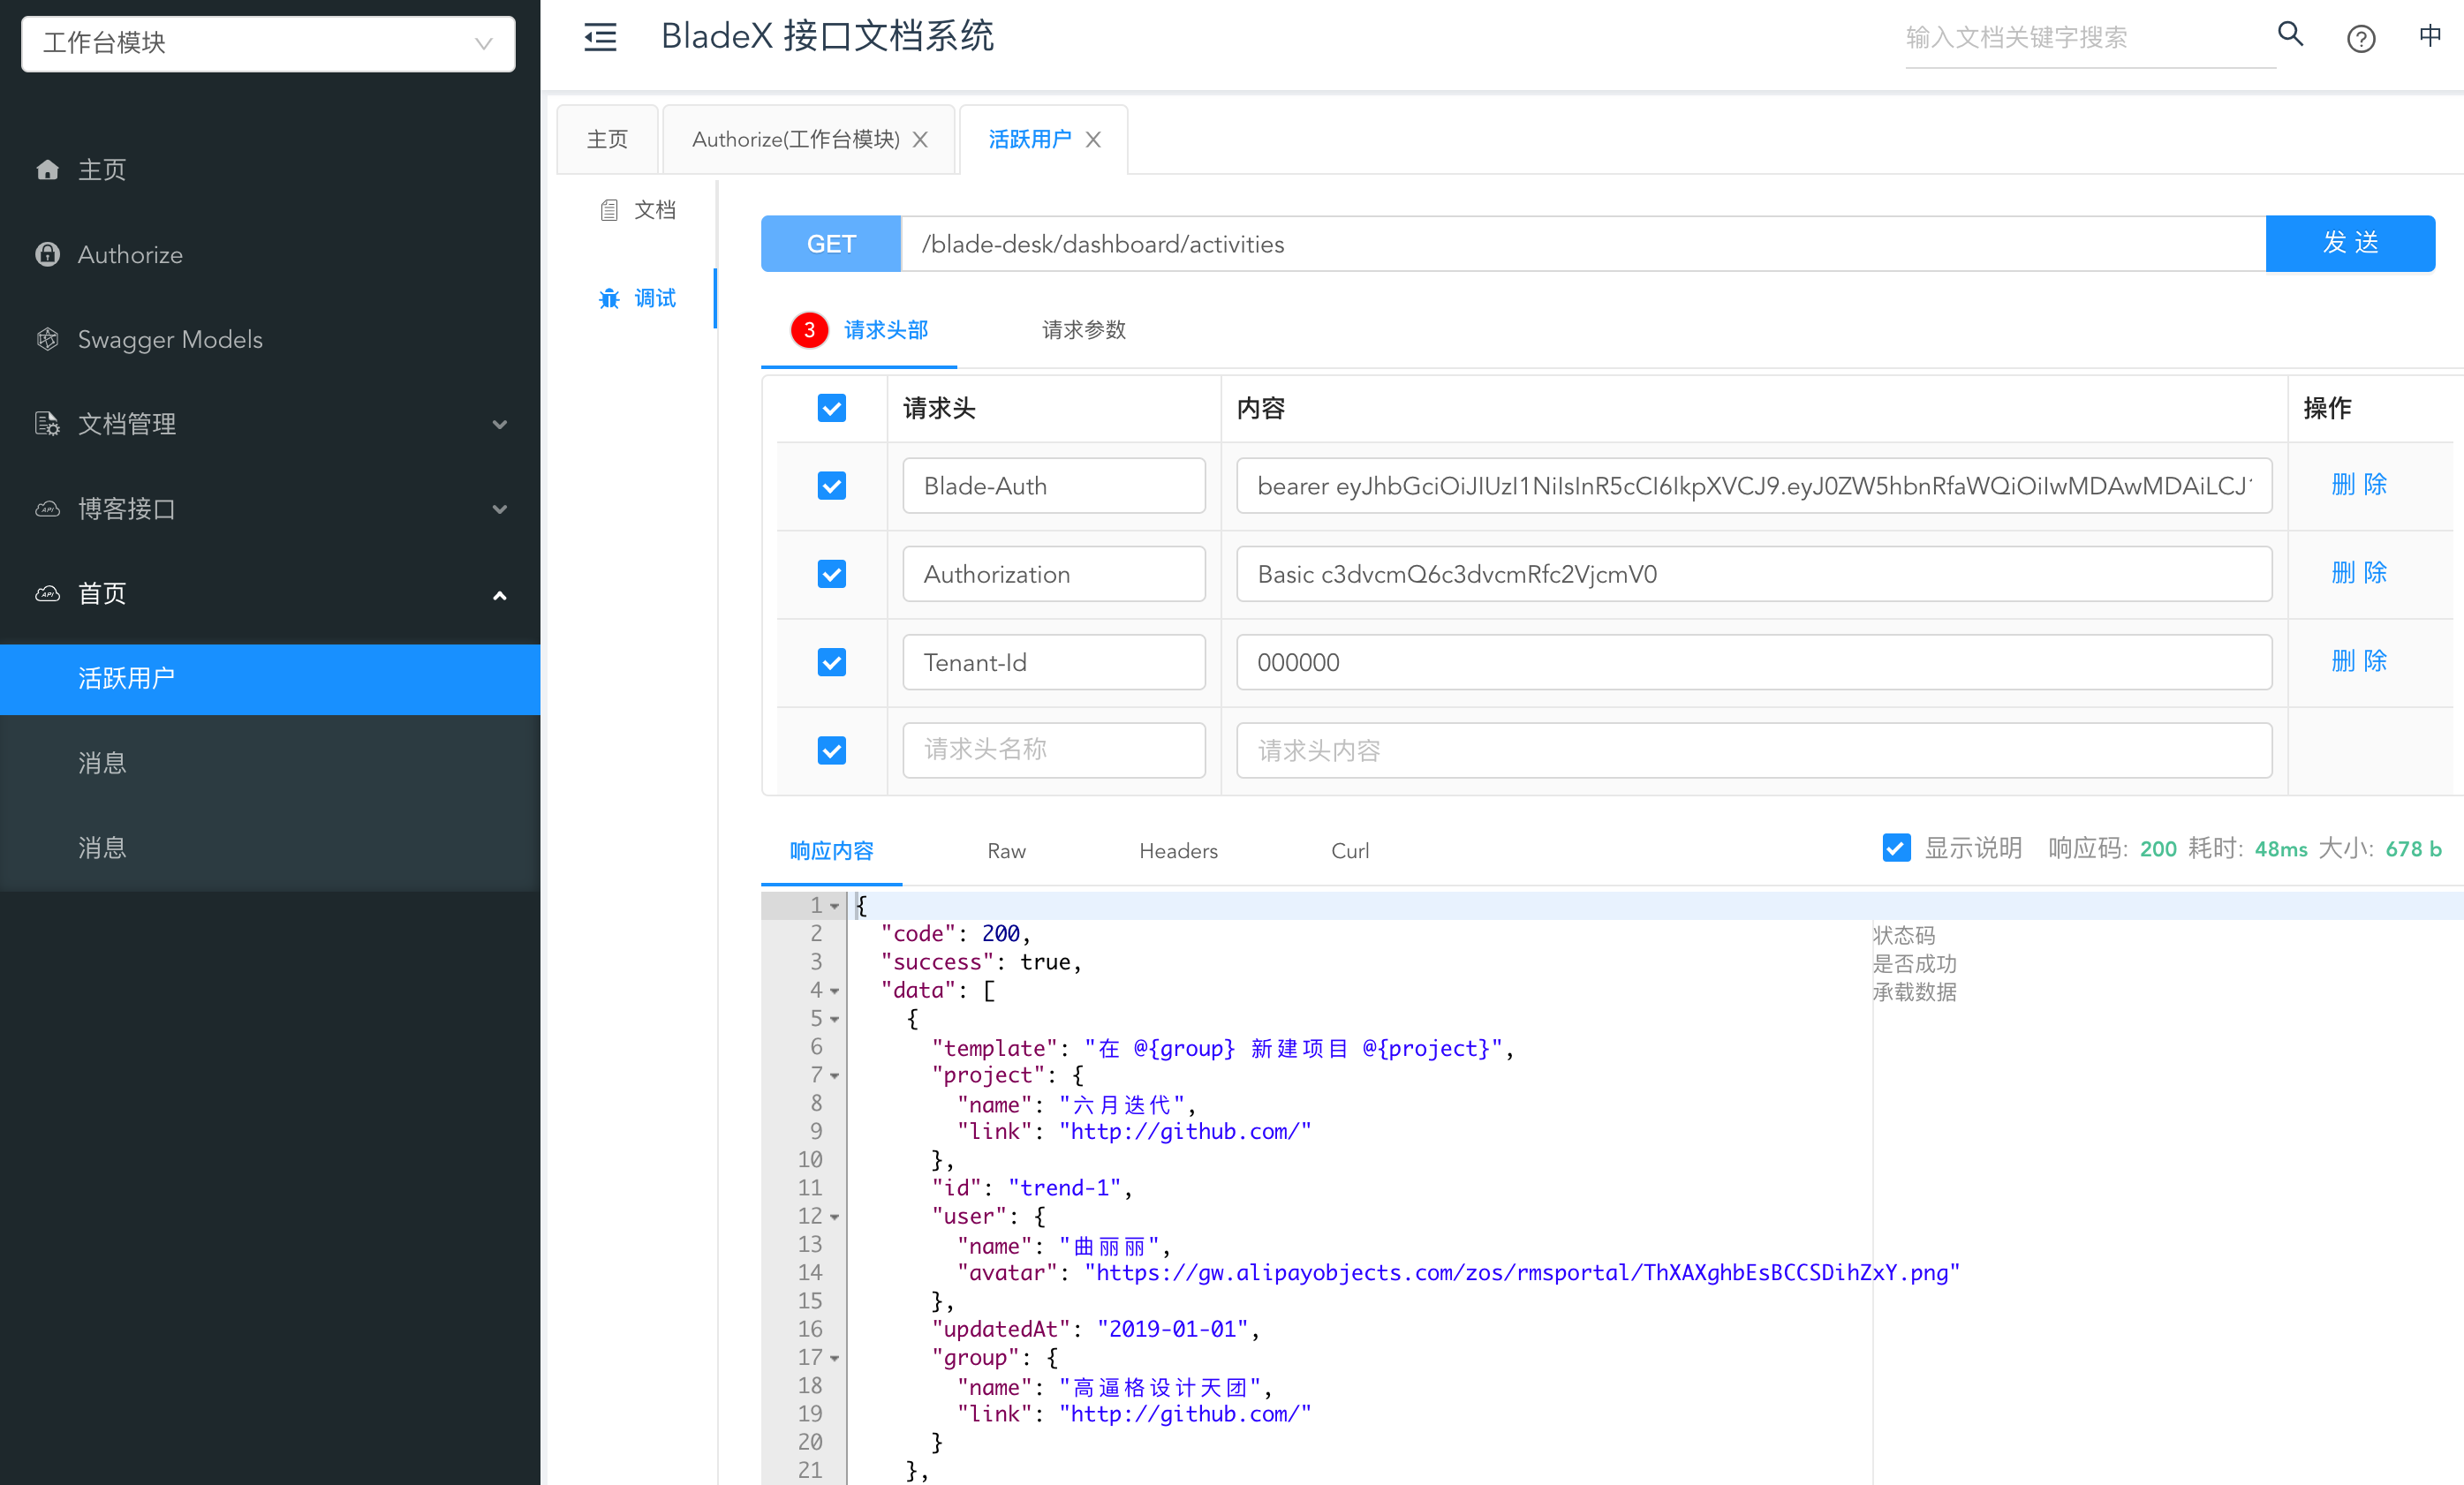 工作台模块
主页
Authorize
Swagger Models
文档管理
博客接口
首页
活跃用户
消息
消息
BladeX 接口文档系统
输入文档关键字搜索
中
主页
Authorize(工作台模块)
活跃用户
文档
调试
GET /blade-desk/dashboard/activities 发 送
3 请求头部 请求参数
请求头 内容 操作
Blade-Auth bearer eyJhbGciOiJIUzI1NiIsInR5cCI6IkpXVCJ9.eyJ0ZW5hbnRfaWQiOiIwMDAwMDAiLCJ 删 除
Authorization Basic c3dvcmQ6c3dvcmRfc2VjcmV0 删 除
Tenant-Id 000000 删 除
请求头名称 请求头内容
响应内容 Raw Headers Curl
显示说明 响应码: 200 耗时: 48ms 大小: 678 b
1 {
2 "code": 200, 状态码
3 "success": true, 是否成功
4 "data": [ 承载数据
5 {
6 "template": "在 @{group} 新建项目 @{project}",
7 "project": {
8 "name": "六月迭代",
9 "link": "http://github.com/"
10 },
11 "id": "trend-1",
12 "user": {
13 "name": "曲丽丽",
14 "avatar": "https://gw.alipayobjects.com/zos/rmsportal/ThXAXghbEsBCCSDihZxY.png"
15 },
16 "updatedAt": "2019-01-01",
17 "group": {
18 "name": "高逼格设计天团",
19 "link": "http://github.com/"
20 }
21 },